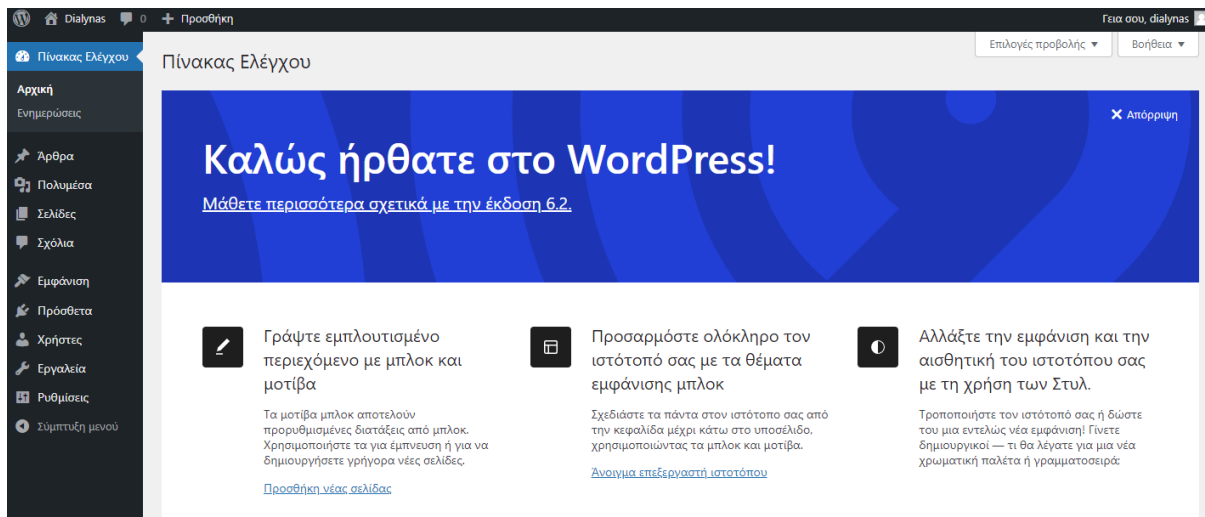 Dialynas 0 Προσθήκη Γεια σου, dialynas
Επιλογές προβολής Βοήθεια
Πίνακας Ελέγχου
Αρχική
Ενημερώσεις
Άρθρα
Πολυμέσα
Σελίδες
Σχόλια
Εμφάνιση
Πρόσθετα
Χρήστες
Εργαλεία
Ρυθμίσεις
Σύμπτυξη μενού
Πίνακας Ελέγχου
Απόρριψη
Καλώς ήρθατε στο WordPress!
Μάθετε περισσότερα σχετικά με την έκδοση 6.2.
Γράψτε εμπλουτισμένο
περιεχόμενο με μπλοκ και
μοτίβα
Τα μοτίβα μπλοκ αποτελούν
προρυθμισμένες διατάξεις από μπλοκ.
Χρησιμοποιήστε τα για έμπνευση ή για να
δημιουργήσετε γρήγορα νέες σελίδες.
Προσθήκη νέας σελίδας
Προσαρμόστε ολόκληρο τον
ιστότοπό σας με τα θέματα
εμφάνισης μπλοκ
Σχεδιάστε τα πάντα στον ιστότοπο σας από
την κεφαλίδα μέχρι κάτω στο υποσέλιδο,
χρησιμοποιώντας τα μπλοκ και μοτίβα.
Άνοιγμα επεξεργαστή ιστοτόπου
Αλλάξτε την εμφάνιση και την
αισθητική του ιστοτόπου σας
με τη χρήση των Στυλ.
Τροποποιήστε τον ιστότοπό σας ή δώστε
του μια εντελώς νέα εμφάνιση! Γίνετε
δημιουργικοί — τι θα λέγατε για μια νέα
χρωματική παλέτα ή γραμματοσειρά;